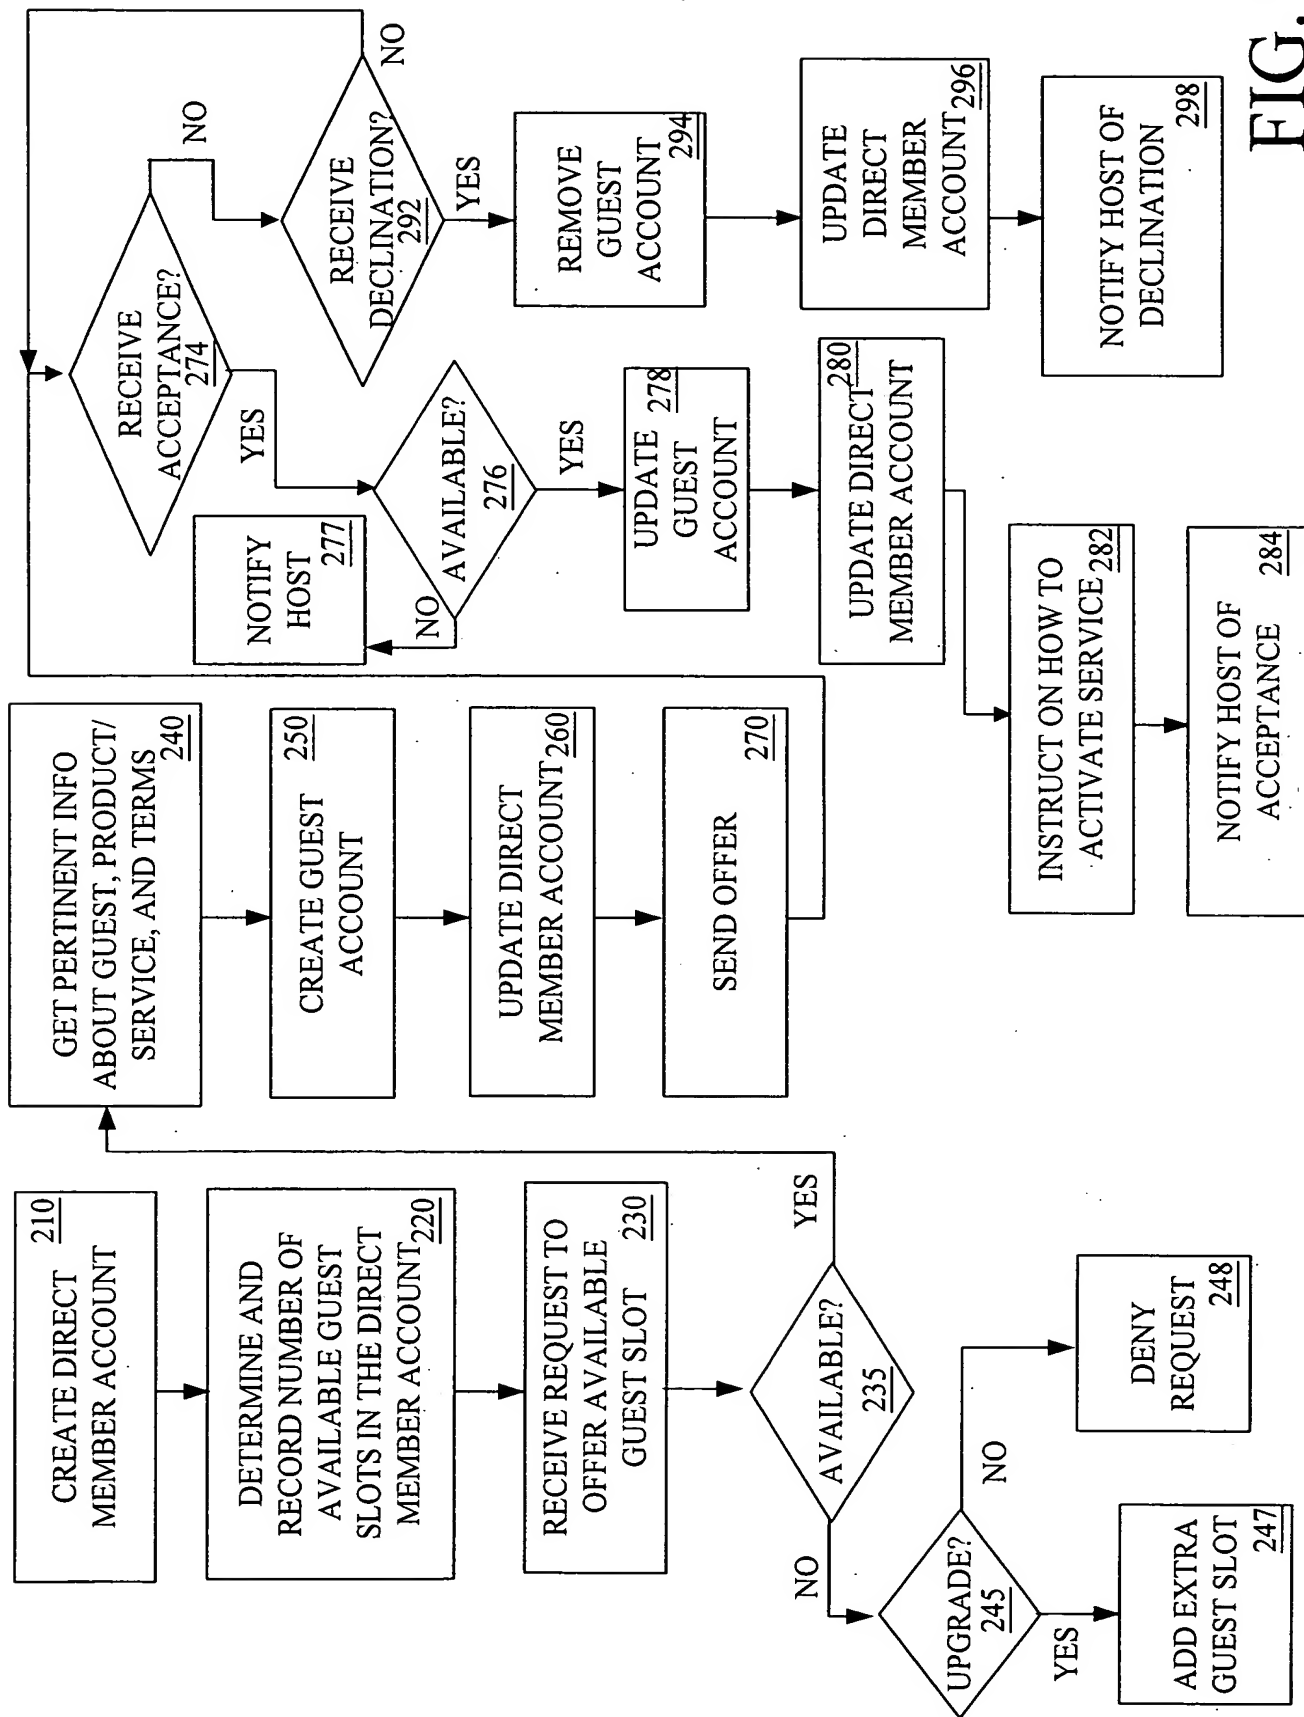 CREATE DIRECT
MEMBER ACCOUNT
210
DETERMINE AND
RECORD NUMBER OF
AVAILABLE GUEST
SLOTS IN THE DIRECT
MEMBER ACCOUNT 220
RECEIVE REQUEST TO
OFFER AVAILABLE
GUEST SLOT
230
AVAILABLE?
235
YES
NO
UPGRADE?
245
NO
YES
ADD EXTRA
GUEST SLOT
247
DENY
REQUEST
248
GET PERTINENT INFO
ABOUT GUEST, PRODUCT/
SERVICE, AND TERMS
240
CREATE GUEST
ACCOUNT
250
UPDATE DIRECT
MEMBER ACCOUNT 260
SEND OFFER
270
RECEIVE
ACCEPTANCE?
274
YES
NO
AVAILABLE?
276
NO
YES
NOTIFY
HOST
277
UPDATE 278
GUEST
ACCOUNT
280
UPDATE DIRECT
MEMBER ACCOUNT
INSTRUCT ON HOW TO
ACTIVATE SERVICE 282
NOTIFY HOST OF
ACCEPTANCE
284
RECEIVE
DECLINATION?
292
NO
YES
REMOVE
GUEST
ACCOUNT
294
UPDATE
DIRECT
MEMBER
ACCOUNT 296
NOTIFY HOST OF
DECLINATION
298
FIG.